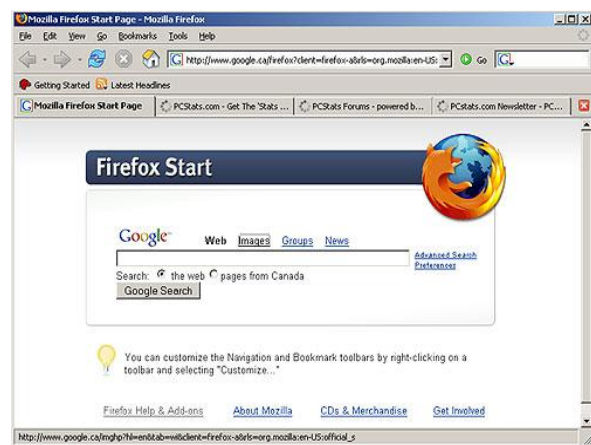 Mozilla Firefox Start Page - Mozilla Firefox
File Edit View Go Bookmarks Tools Help
http://www.google.ca/firefox?client=firefox-a&rls=org.mozilla:en-US: Go G
Getting Started Latest Headlines
Mozilla Firefox Start Page PCStats.com - Get The 'Stats ... PCStats Forums - powered b... PCstats.com Newsletter - PC...
Firefox Start
Google Web Images Groups News
Advanced Search
Preferences
Search: the web pages from Canada
Google Search
You can customize the Navigation and Bookmark toolbars by right-clicking on a
toolbar and selecting "Customize..."
Firefox Help & Add-ons About Mozilla CDs & Merchandise Get Involved
http://www.google.ca/imghp?hl=en&tab=wi&client=firefox-a&rls=org.mozilla:en-US:official_s